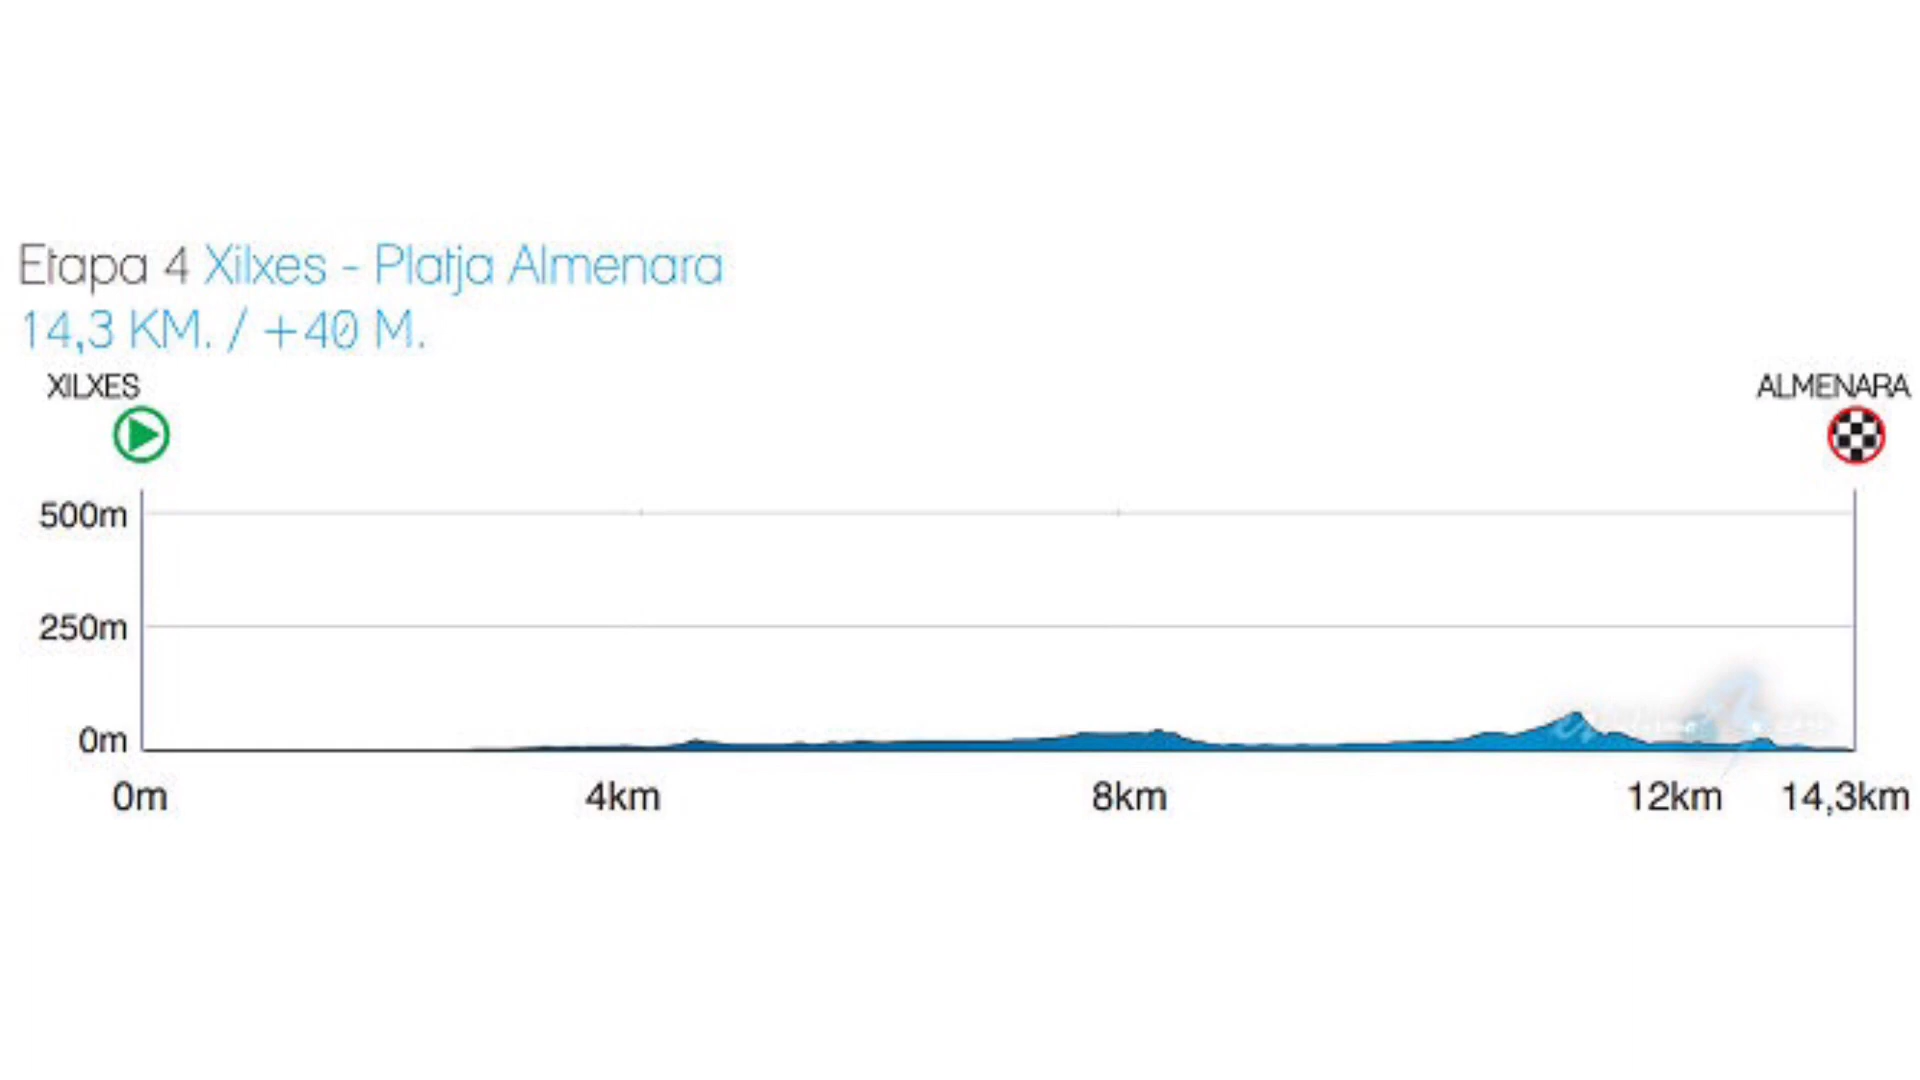 Etapa 4 Xilxes - Platja Almenara
14,3 KM. / +40 M.
XILXES
ALMENARA
500m
250m
0m
0m 4km 8km 12km 14,3km